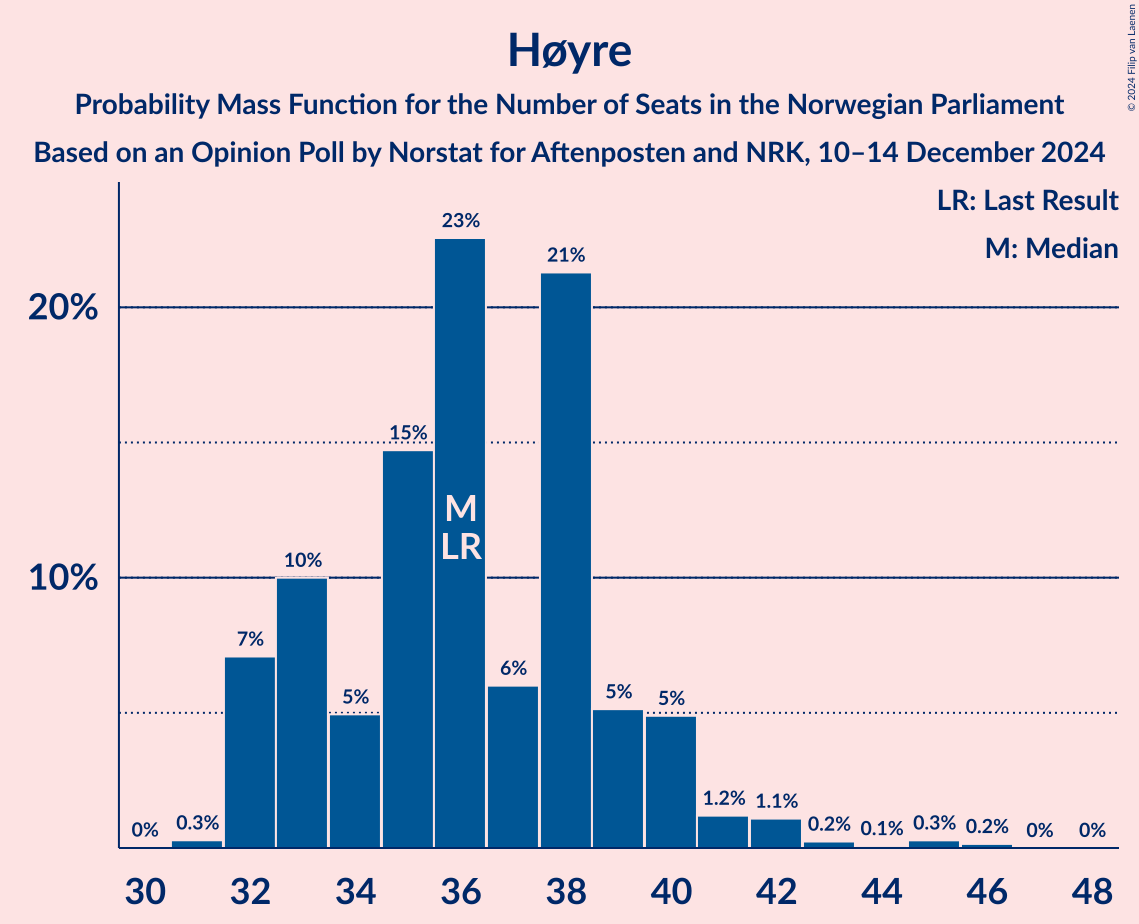 Høyre
Probability Mass Function for the Number of Seats in the Norwegian Parliament
Based on an Opinion Poll by Norstat for Aftenposten and NRK, 10–14 December 2024
© 2024 Filip van Laenen
LR: Last Result
M: Median
20%
10%
0%
0.3%
7%
10%
5%
15%
23%
6%
21%
5%
5%
1.2%
1.1%
0.2%
0.1%
0.3%
0.2%
0%
0%
M
LR
30 32 34 36 38 40 42 44 46 48